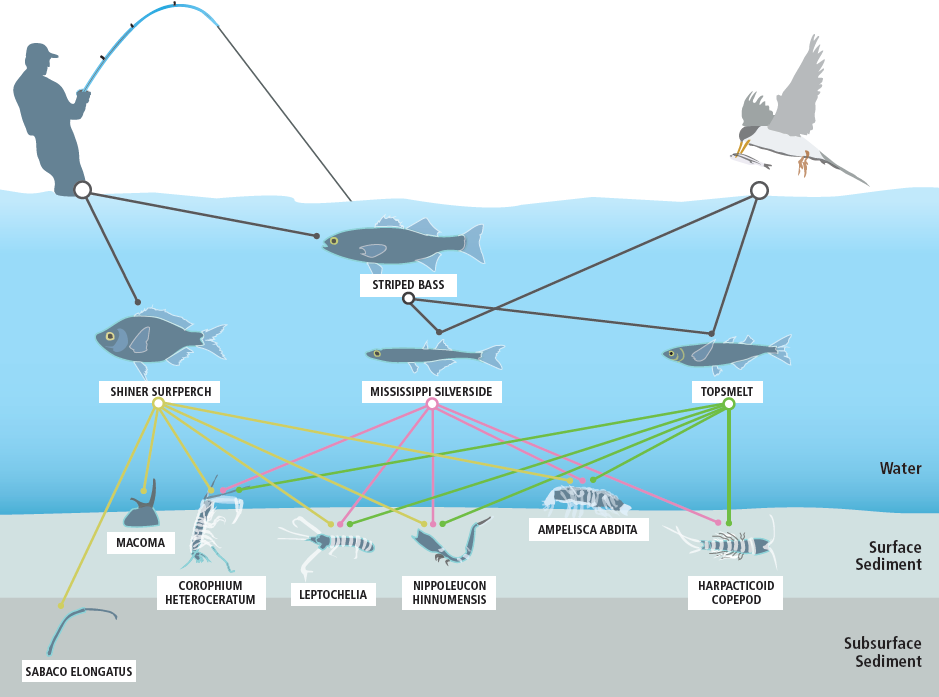 STRIPED BASS
SHINER SURFPERCH
MISSISSIPPI SILVERSIDE
TOPSMELT
Water
MACOMA
COROPHIUM
HETEROCERATUM
LEPTOCHELIA
NIPPOLEUCON
HINNUMENSIS
AMPELISCA ABDITA
HARPACTICOID
COPEPOD
Surface
Sediment
SABACO ELONGATUS
Subsurface
Sediment